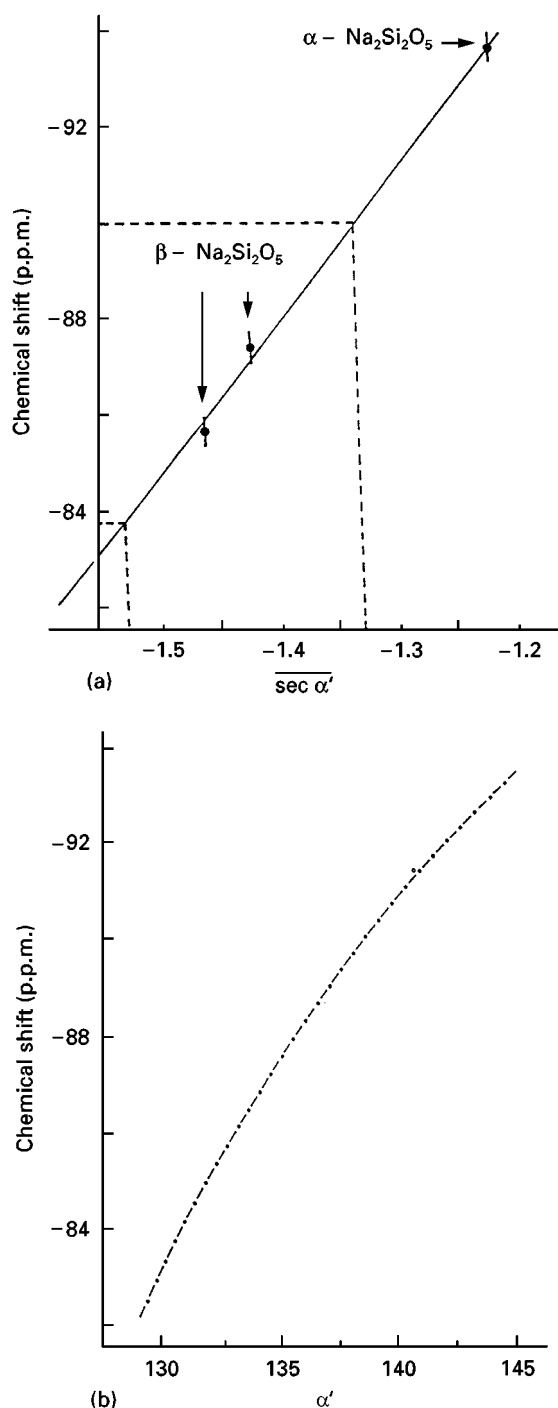 α – Na₂Si₂O₅
−92
β – Na₂Si₂O₅
−88
−84
Chemical shift (p.p.m.)
−1.5 −1.4 −1.3 −1.2
(a) sec α′
−92
−88
−84
Chemical shift (p.p.m.)
130 135 140 145
(b) α′